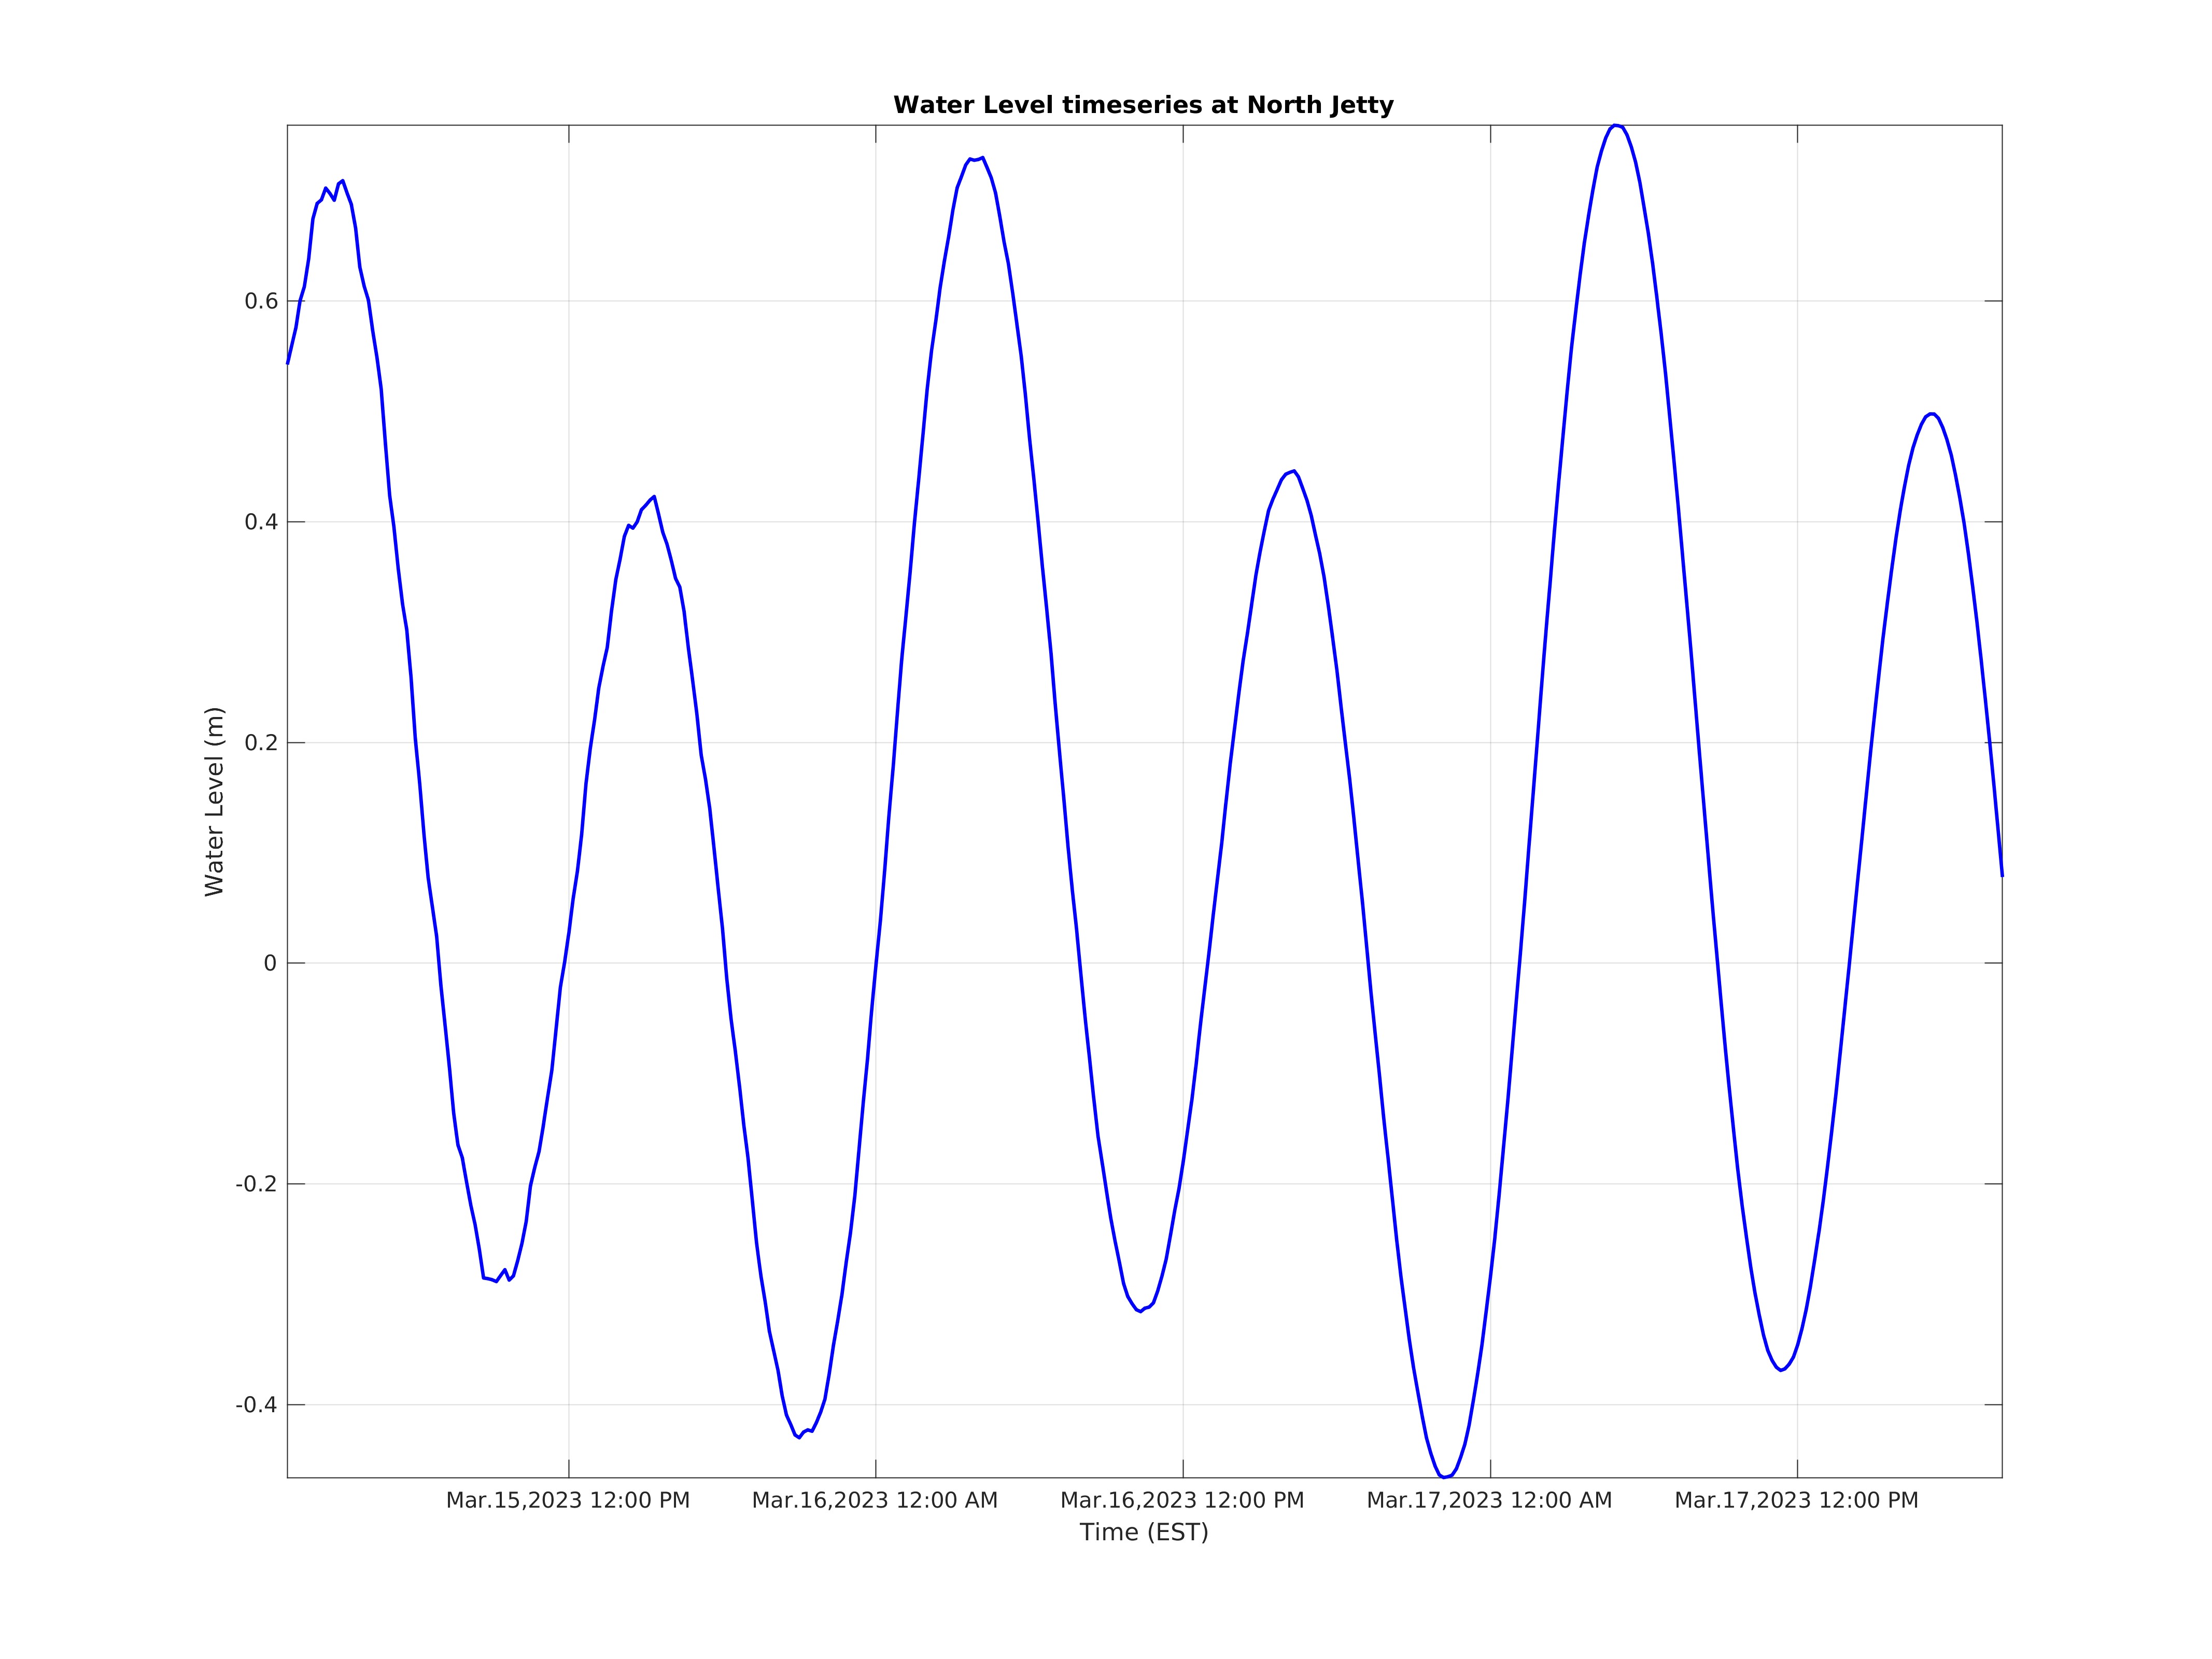 Water Level timeseries at North Jetty
0.6
0.4
0.2
0
-0.2
-0.4
Water Level (m)
Mar.15,2023 12:00 PM
Mar.16,2023 12:00 AM
Mar.16,2023 12:00 PM
Mar.17,2023 12:00 AM
Mar.17,2023 12:00 PM
Time (EST)